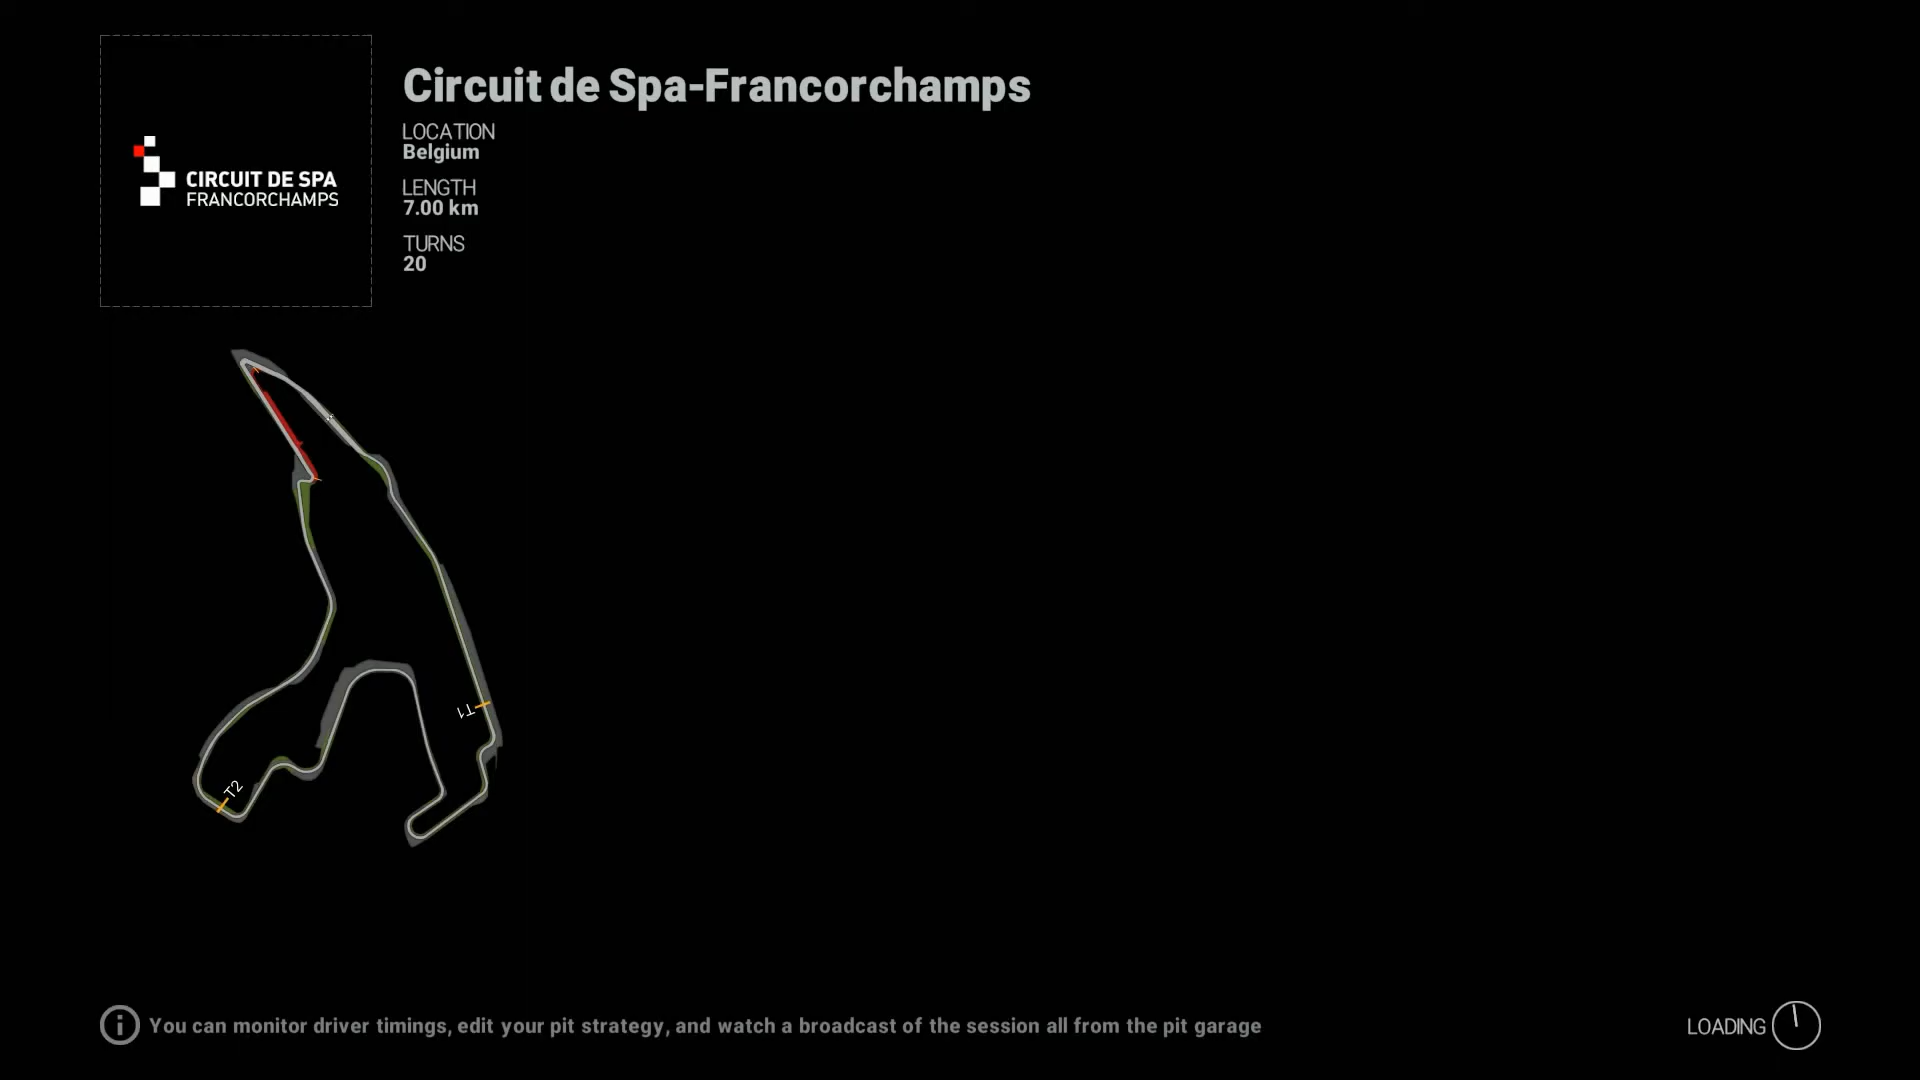 Circuit de Spa-Francorchamps
CIRCUIT DE SPA
FRANCORCHAMPS
LOCATION
Belgium
LENGTH
7.00 km
TURNS
20
T1
T2
You can monitor driver timings, edit your pit strategy, and watch a broadcast of the session all from the pit garage
LOADING